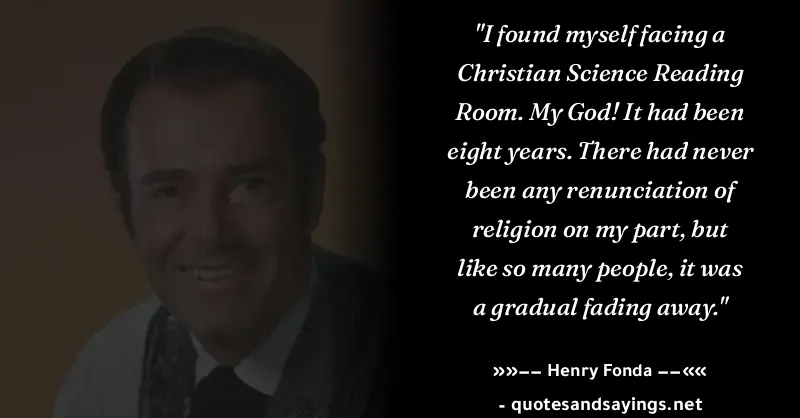 "I found myself facing a
Christian Science Reading
Room. My God! It had been
eight years. There had never
been any renunciation of
religion on my part, but
like so many people, it was
a gradual fading away."
»»−− Henry Fonda −−««
- quotesandsayings.net